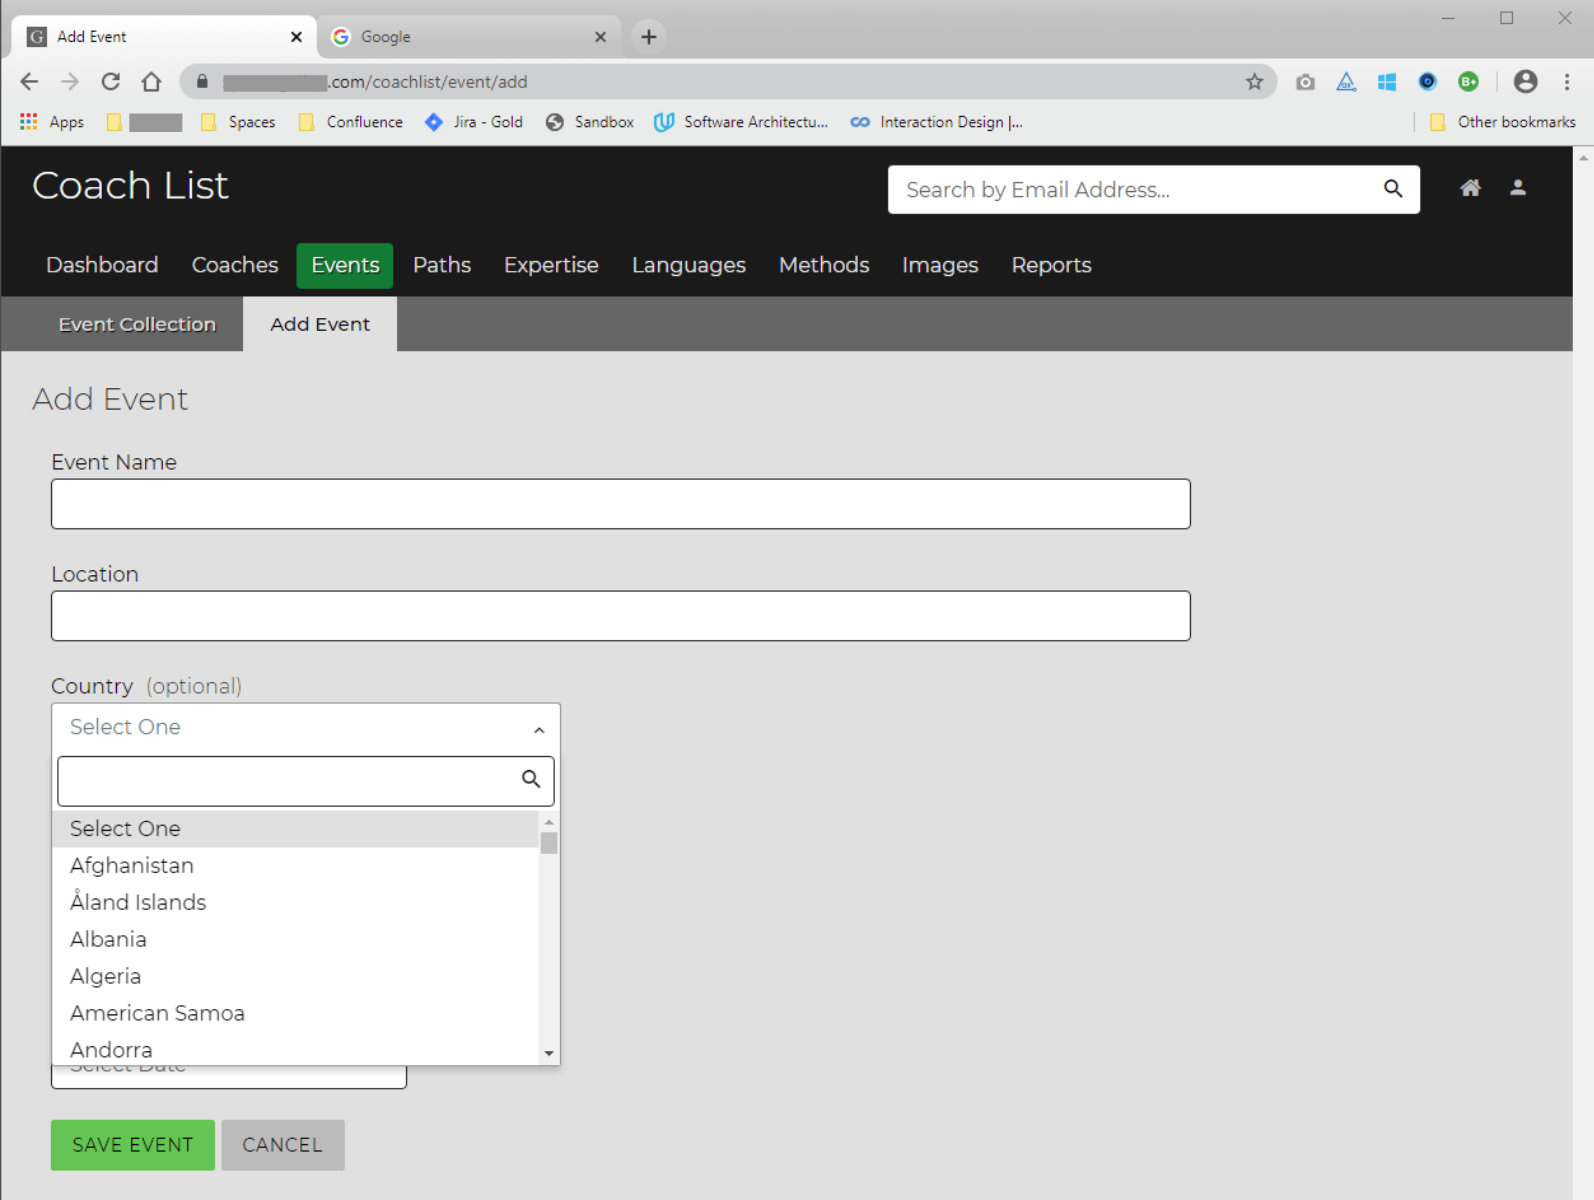 Add Event
Google
.com/coachlist/event/add
Apps Spaces Confluence Jira - Gold Sandbox Software Architectu... Interaction Design |... Other bookmarks
Coach List
Search by Email Address...
Dashboard Coaches Events Paths Expertise Languages Methods Images Reports
Event Collection Add Event
Add Event
Event Name
Location
Country (optional)
Select One
Select One
Afghanistan
Åland Islands
Albania
Algeria
American Samoa
Andorra
Select Date
SAVE EVENT CANCEL